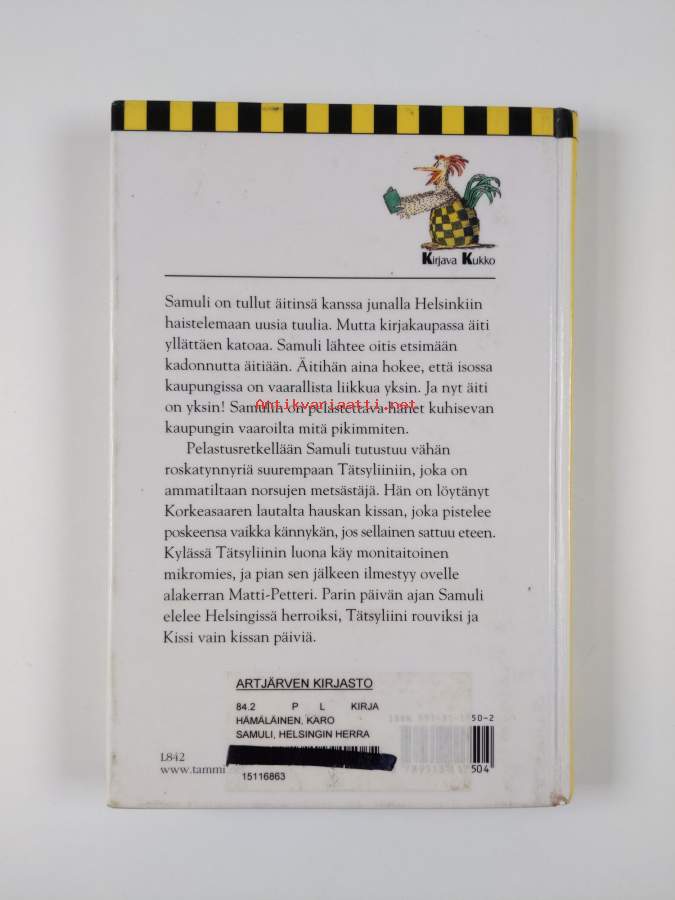 Kirjava Kukko
Samuli on tullut äitinsä kanssa junalla Helsinkiin
haistelemaan uusia tuulia. Mutta kirjakaupassa äiti
yllättäen katoaa. Samuli lähtee oitis etsimään
kadonnutta äitiään. Äitihän aina hokee, että isossa
kaupungissa on vaarallista liikkua yksin. Ja nyt äiti
on yksin! Samulin on pelastettava hänet kuhisevan
Antikvariaatti.net
kaupungin vaaroilta mitä pikimmiten.
Pelastusretkellään Samuli tutustuu vähän
roskatynnyriä suurempaan Tätsyliiniin, joka on
ammatiltaan norsujen metsästäjä. Hän on löytänyt
Korkeasaaren lautalta hauskan kissan, joka pistelee
poskeensa vaikka kännykän, jos sellainen sattuu eteen.
Kylässä Tätsyliinin luona käy monitaitoinen
mikromies, ja pian sen jälkeen ilmestyy ovelle
alakerran Matti-Petteri. Parin päivän ajan Samuli
elelee Helsingissä herroiksi, Tätsyliini rouviksi ja
Kissi vain kissan päiviä.
ARTJÄRVEN KIRJASTO
84.2 P L KIRJA
HÄMÄLÄINEN, KARO
SAMULI, HELSINGIN HERRA
15116863
50-2
504
L842
www.tammi